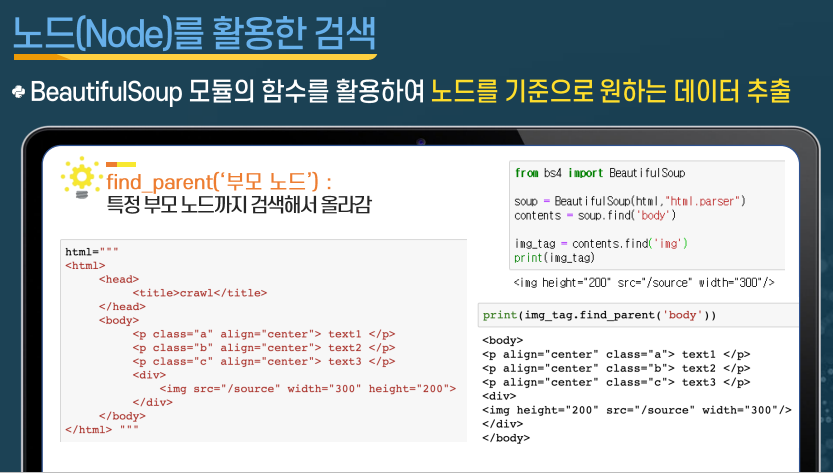 노드(Node)를 활용한 검색
BeautifulSoup 모듈의 함수를 활용하여 노드를 기준으로 원하는 데이터 추출
find_parent(‘부모 노드’) :
특정 부모 노드까지 검색해서 올라감
html="""
<html>
    <head>
        <title>crawl</title>
    </head>
    <body>
        <p class="a" align="center"> text1 </p>
        <p class="b" align="center"> text2 </p>
        <p class="c" align="center"> text3 </p>
        <div>
            <img src="/source" width="300" height="200">
        </div>
    </body>
</html> """
from bs4 import BeautifulSoup
soup = BeautifulSoup(html,"html.parser")
contents = soup.find('body')
img_tag = contents.find('img')
print(img_tag)
<img height="200" src="/source" width="300"/>
print(img_tag.find_parent('body'))
<body>
<p align="center" class="a"> text1 </p>
<p align="center" class="b"> text2 </p>
<p align="center" class="c"> text3 </p>
<div>
<img height="200" src="/source" width="300"/>
</div>
</body>